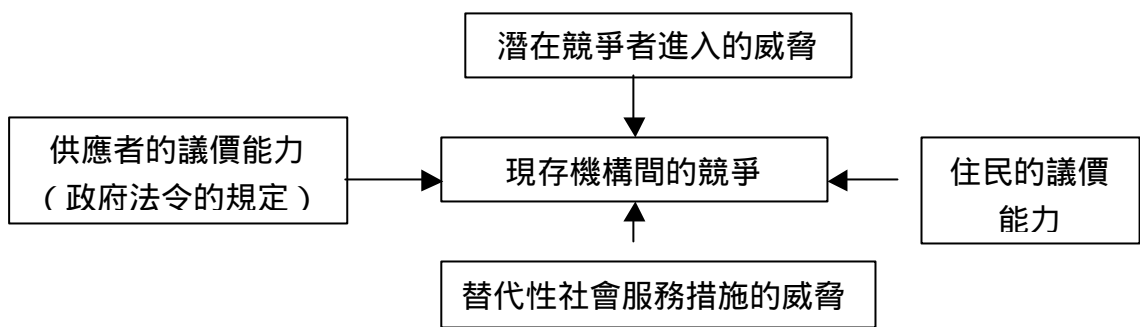 潛在競爭者進入的威脅
供應者的議價能力
（政府法令的規定）
現存機構間的競爭
住民的議價
能力
替代性社會服務措施的威脅